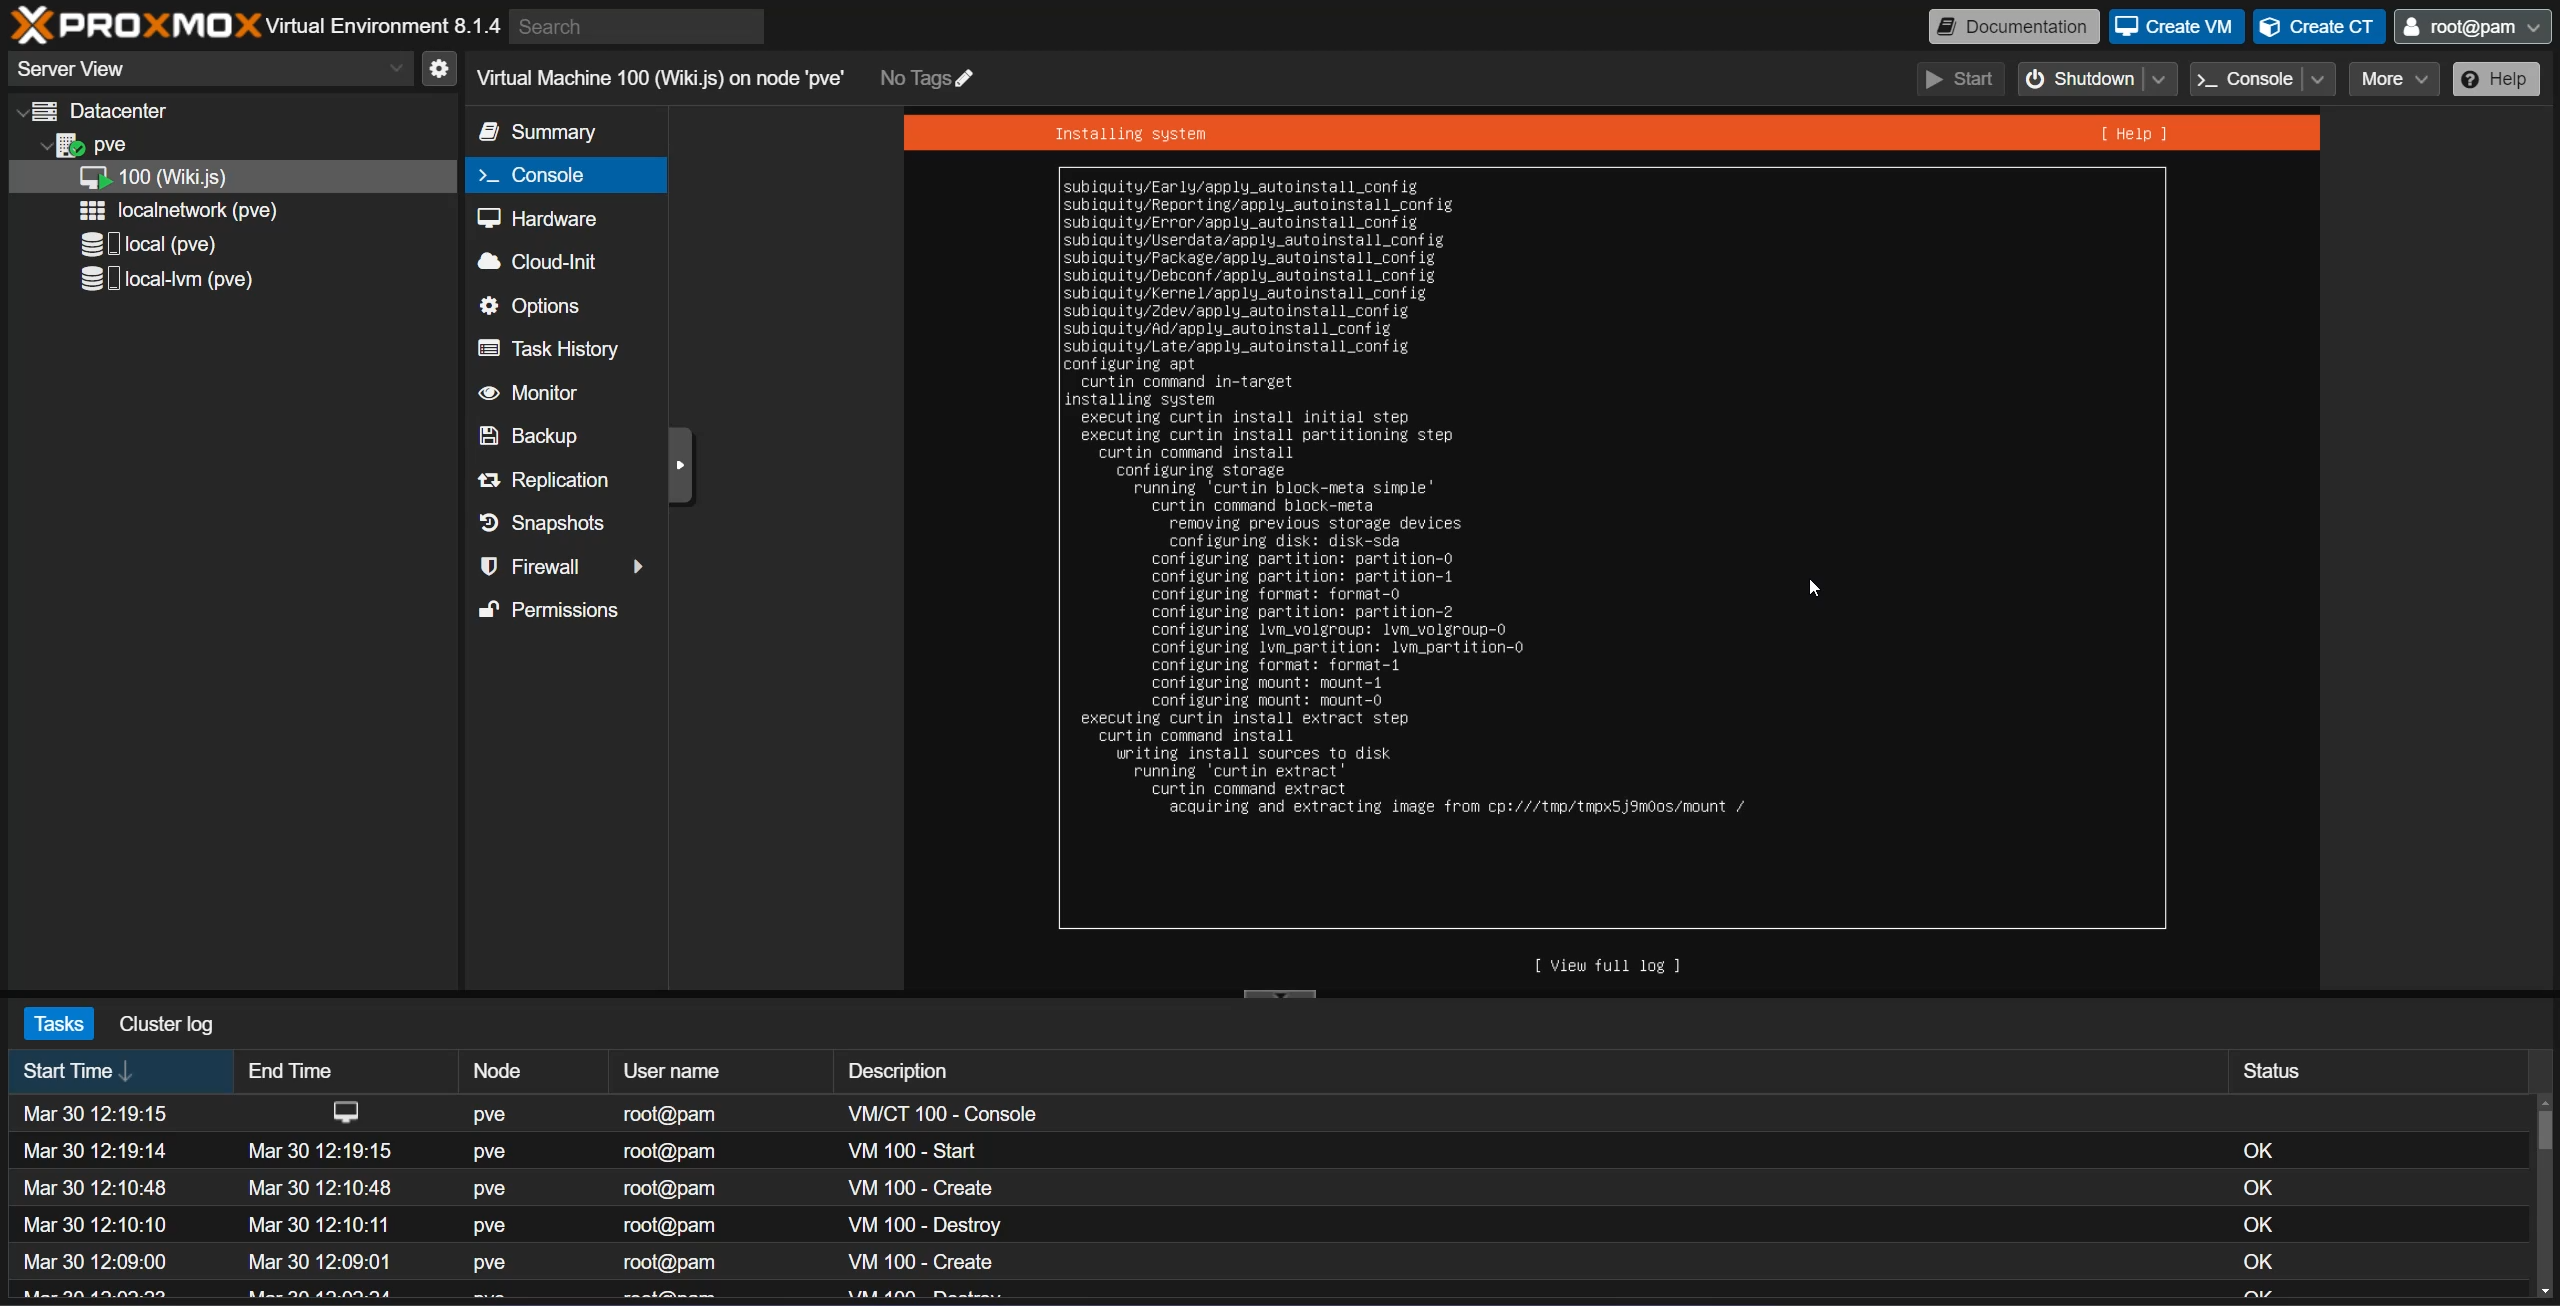 PROXMOX Virtual Environment 8.1.4 Search Documentation Create VM Create CT root@pam
Server View
Virtual Machine 100 (Wiki.js) on node 'pve' No Tags Start Shutdown Console More Help
Datacenter
pve
100 (Wiki.js)
localnetwork (pve)
local (pve)
local-lvm (pve)
Summary
Console
Hardware
Cloud-Init
Options
Task History
Monitor
Backup
Replication
Snapshots
Firewall
Permissions
Installing system [ Help ]
subiquity/Early/apply_autoinstall_config
subiquity/Reporting/apply_autoinstall_config
subiquity/Error/apply_autoinstall_config
subiquity/Userdata/apply_autoinstall_config
subiquity/Package/apply_autoinstall_config
subiquity/Debconf/apply_autoinstall_config
subiquity/Kernel/apply_autoinstall_config
subiquity/Zdev/apply_autoinstall_config
subiquity/Ad/apply_autoinstall_config
subiquity/Late/apply_autoinstall_config
configuring apt
curtin command in-target
installing system
executing curtin install initial step
executing curtin install partitioning step
curtin command install
configuring storage
running 'curtin block-meta simple'
curtin command block-meta
removing previous storage devices
configuring disk: disk-sda
configuring partition: partition-0
configuring partition: partition-1
configuring format: format-0
configuring partition: partition-2
configuring lvm_volgroup: lvm_volgroup-0
configuring lvm_partition: lvm_partition-0
configuring format: format-1
configuring mount: mount-1
configuring mount: mount-0
executing curtin install extract step
curtin command install
writing install sources to disk
running 'curtin extract'
curtin command extract
acquiring and extracting image from cp:///tmp/tmpx5j9m0os/mount /
[ View full log ]
Tasks Cluster log
Start Time End Time Node User name Description Status
Mar 30 12:19:15 pve root@pam VM/CT 100 - Console
Mar 30 12:19:14 Mar 30 12:19:15 pve root@pam VM 100 - Start OK
Mar 30 12:10:48 Mar 30 12:10:48 pve root@pam VM 100 - Create OK
Mar 30 12:10:10 Mar 30 12:10:11 pve root@pam VM 100 - Destroy OK
Mar 30 12:09:00 Mar 30 12:09:01 pve root@pam VM 100 - Create OK